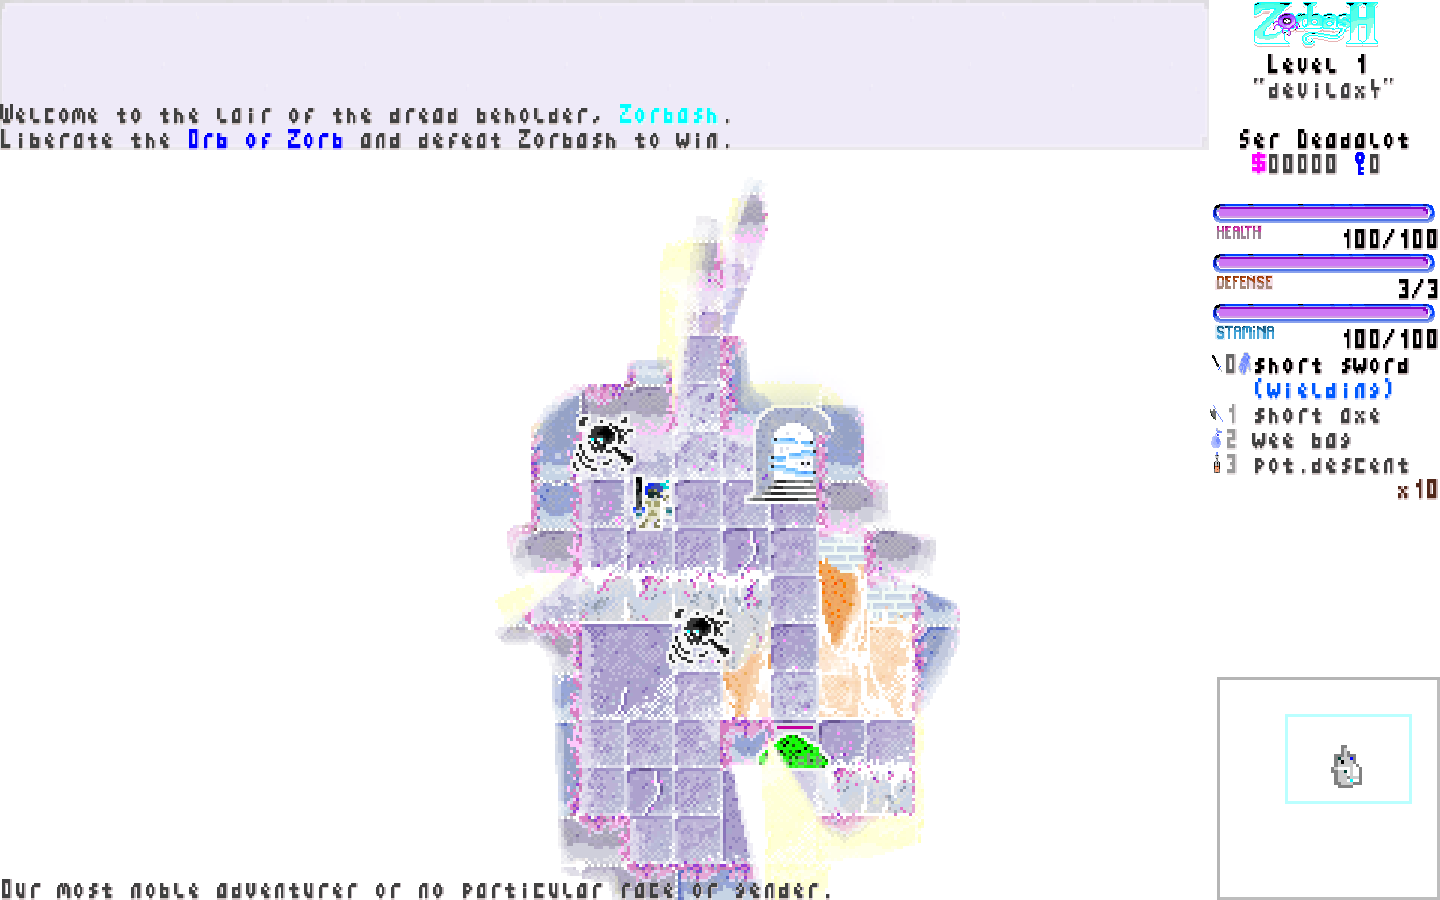 Welcome to the lair of the dread beholder, Zorbash.
Liberate the Orb of Zorb and defeat Zorbash to win.
ZorbasH
Level 1
"devilaxy"
Ser Deadalot
$00000 0
HEALTH
100/100
DEFENSE
3/3
STAMiNA
100/100
0 short sword
(wielding)
1 short axe
2 wee bag
3 pot.descent
x10
Our most noble adventurer of no particular race or gender.